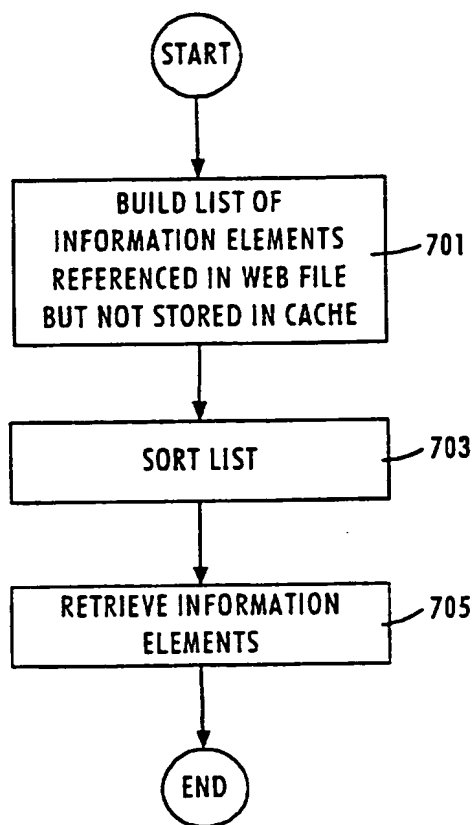 START
BUILD LIST OF
INFORMATION ELEMENTS
REFERENCED IN WEB FILE
BUT NOT STORED IN CACHE
701
SORT LIST
703
RETRIEVE INFORMATION
ELEMENTS
705
END